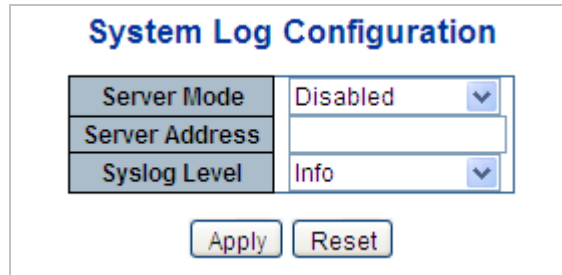 System Log Configuration
Server Mode Disabled
Server Address
Syslog Level Info
Apply Reset